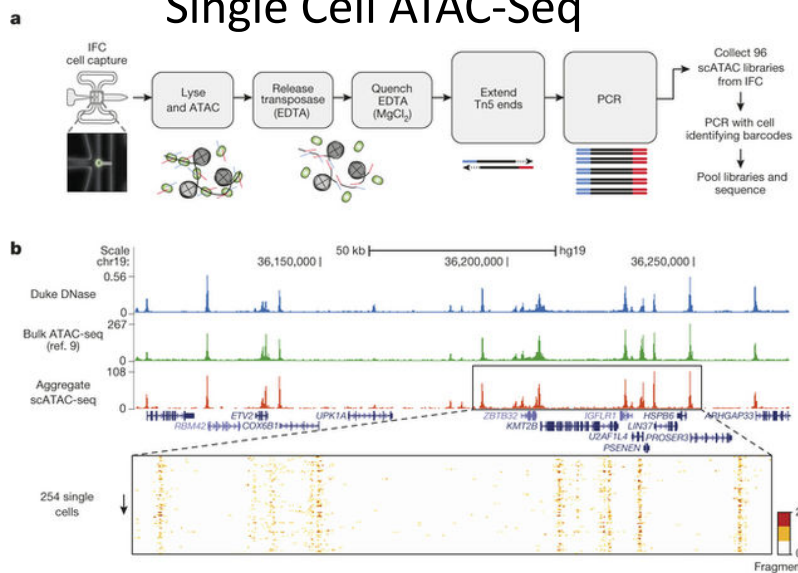 Single Cell ATAC-Seq
a
IFC
cell capture
Lyse
and ATAC
Release
transposase
(EDTA)
Quench
EDTA
(MgCl2)
Extend
Tn5 ends
PCR
Collect 96
scATAC libraries
from IFC
PCR with cell
identifying barcodes
Pool libraries and
sequence
b
Scale
50 kb
hg19
chr19:
36,150,000
36,200,000
36,250,000
Duke DNase
0.56
0
Bulk ATAC-seq
(ref. 9)
267
0
Aggregate
scATAC-seq
108
0
ETV2
UPK1A
ZBTB32
IGFLR1
HSPB6
ARHGAP33
RBM42
COX6B1
KMT2B
LIN37
U2AF1L4
PROSER3
PSENEN
254 single
cells
Fragmen